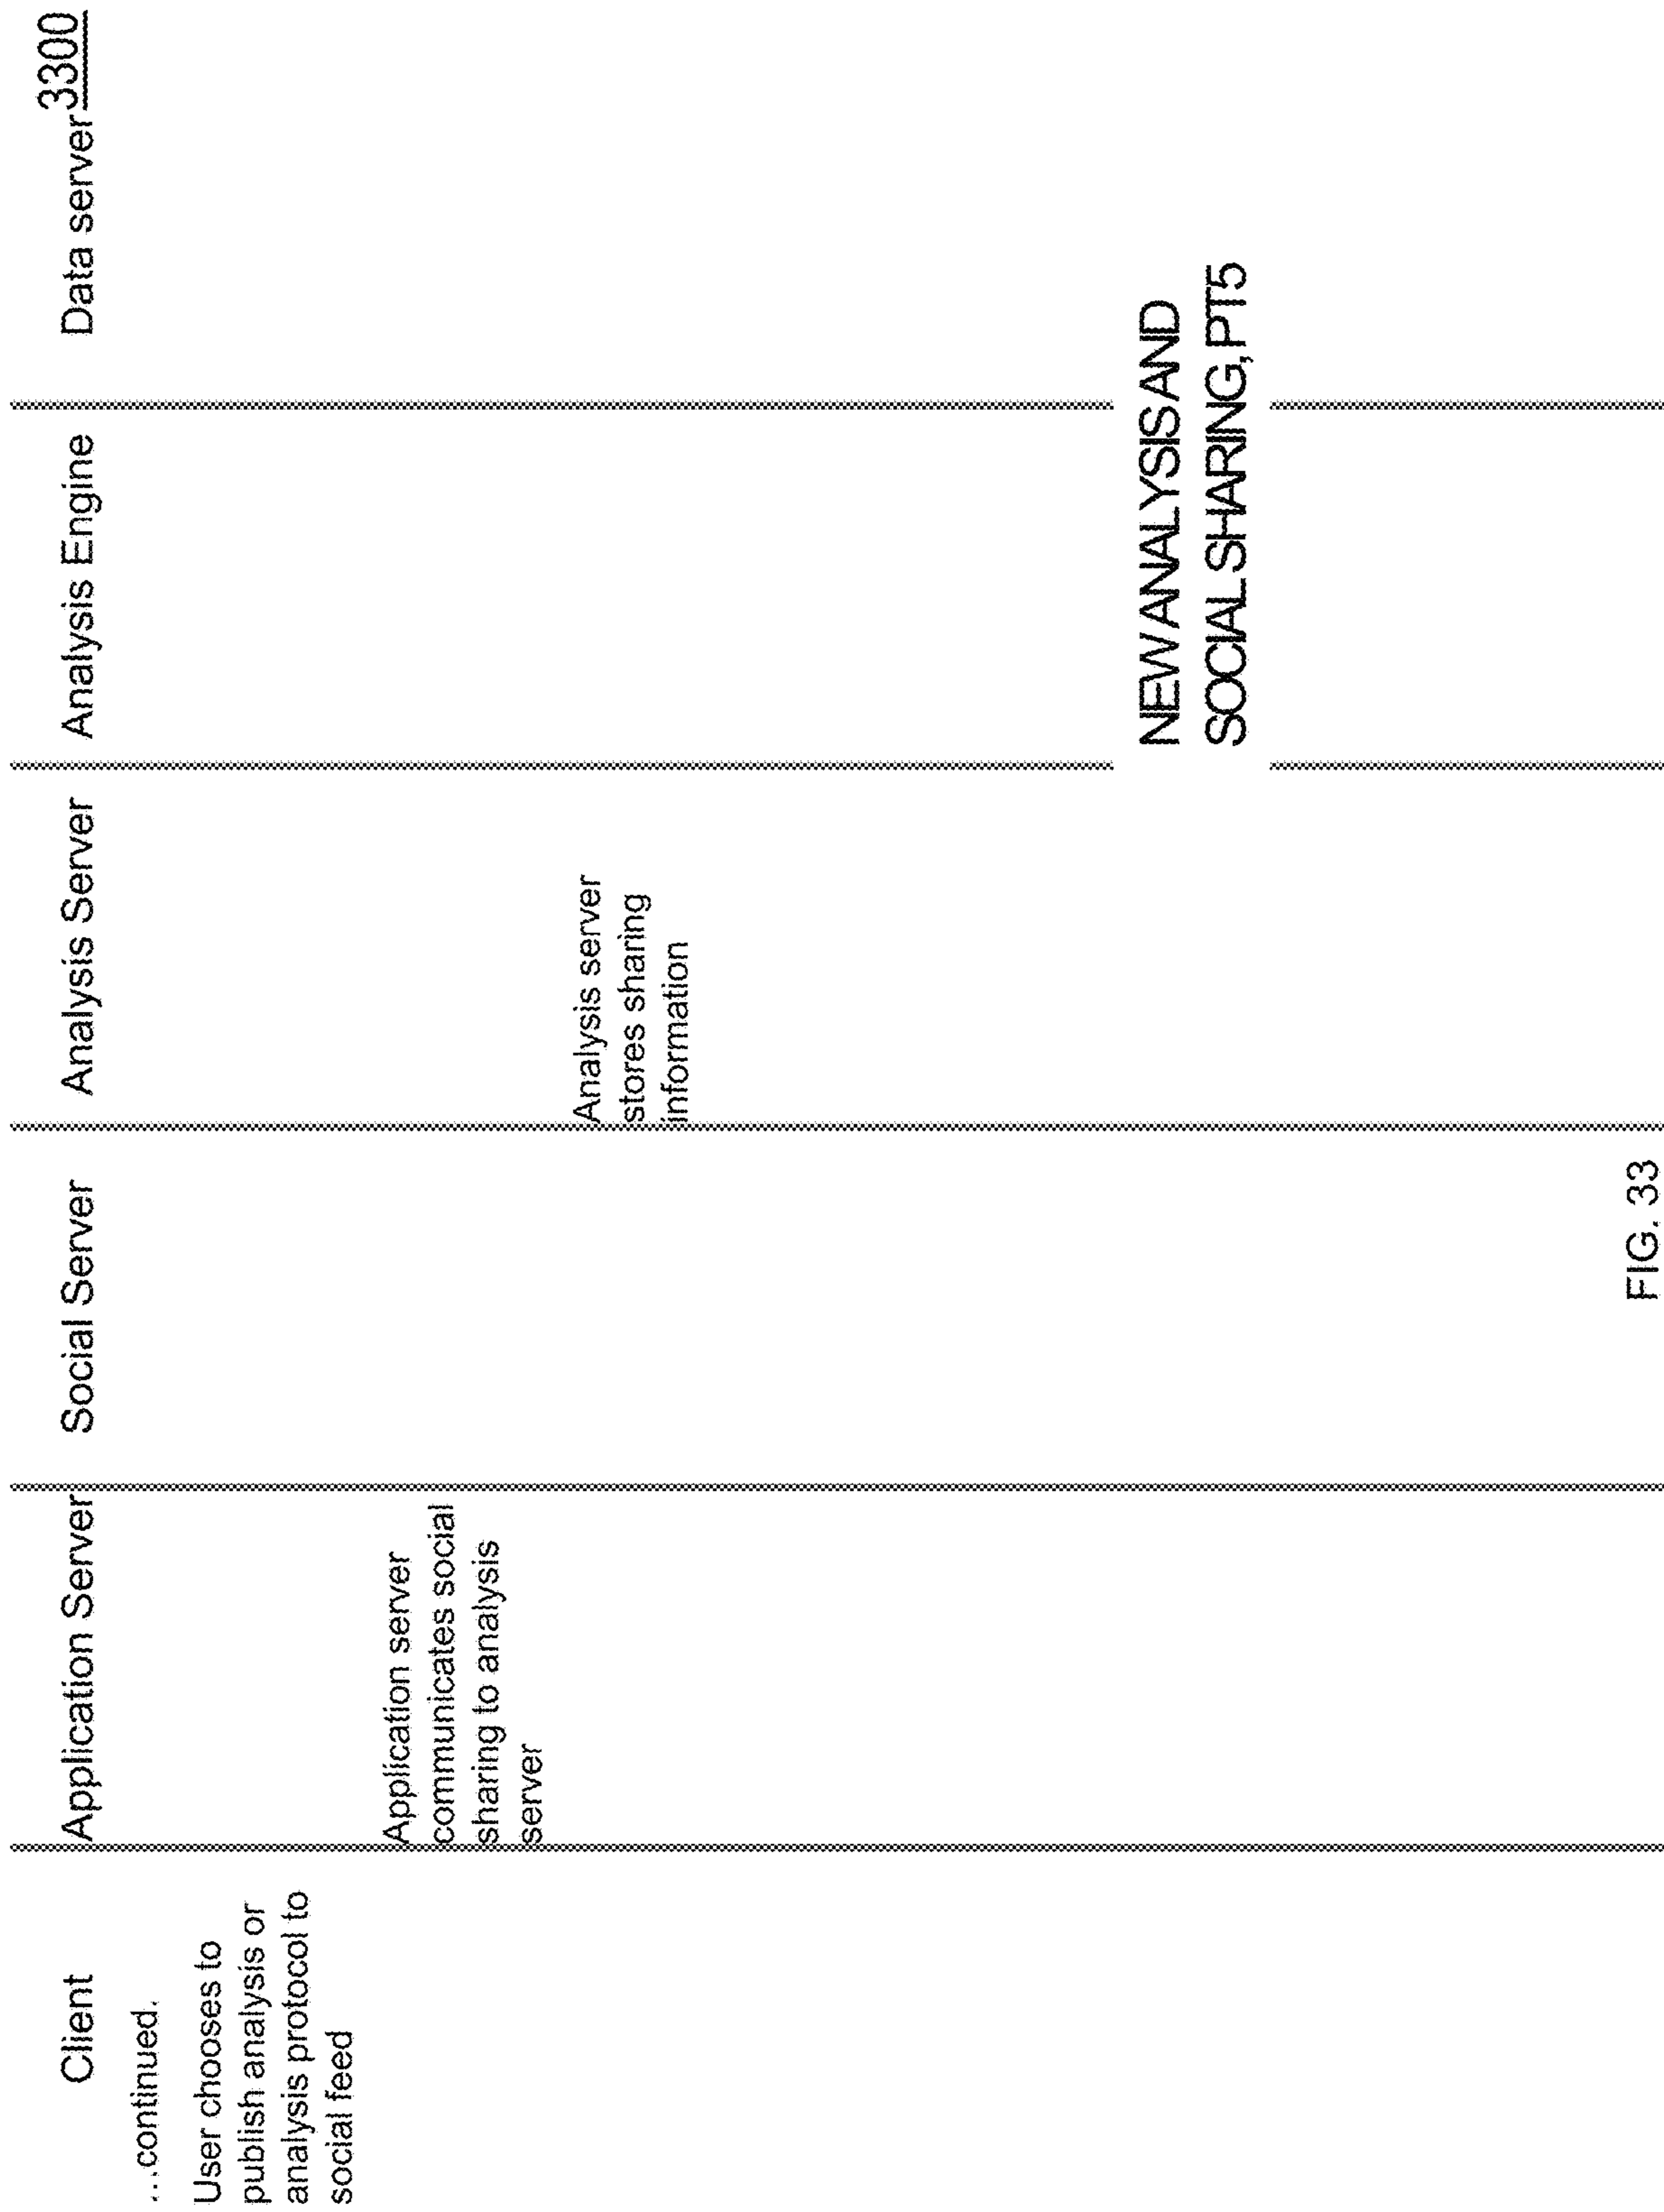 3300
Client
Application Server
Social Server
Analysis Server
Analysis Engine
Data server
...continued.
User chooses to
publish analysis or
analysis protocol to
social feed
Application server
communicates social
sharing to analysis
server
Analysis server
stores sharing
information
NEW ANALYSIS AND
SOCIAL SHARING, PT5
FIG. 33